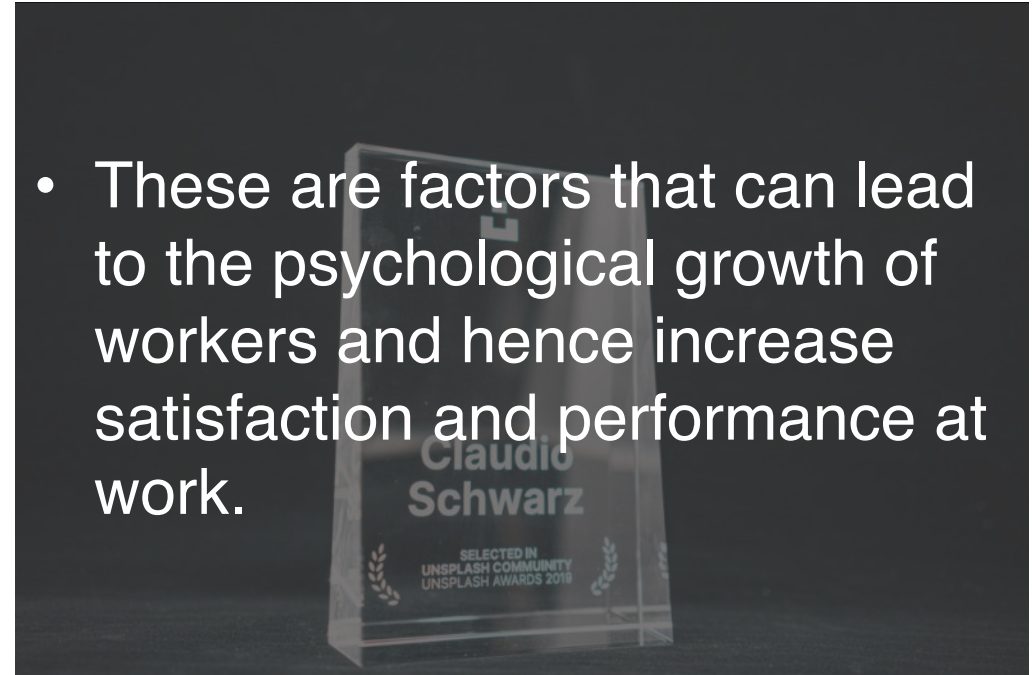 • These are factors that can lead
to the psychological growth of
workers and hence increase
satisfaction and performance at
work.
Claudio
Schwarz
SELECTED IN
UNSPLASH COMMUINITY
UNSPLASH AWARDS 2019